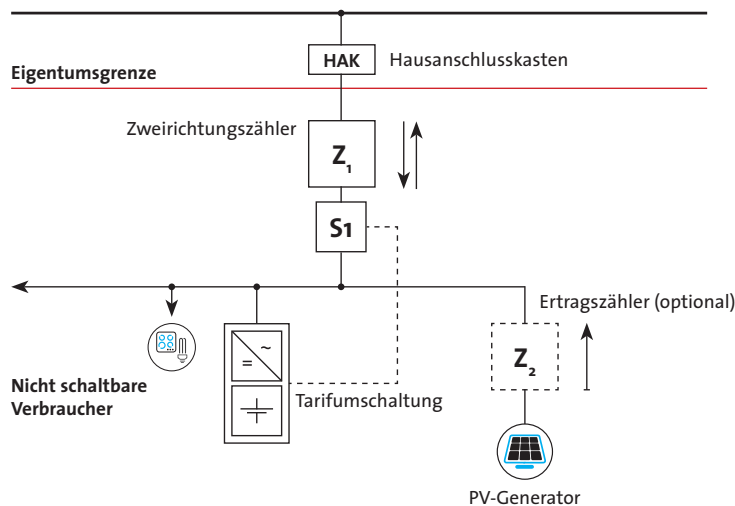 HAK
Hausanschlusskasten
Eigentumsgrenze
Zweirichtungszähler
Z₁
S1
Ertragszähler (optional)
Z₂
Nicht schaltbare
Verbraucher
Tarifumschaltung
PV-Generator